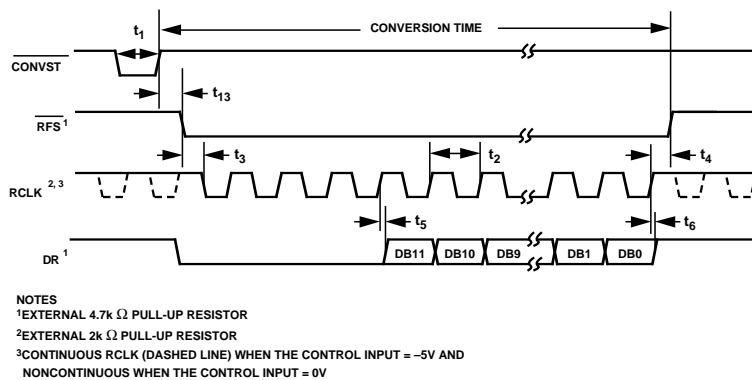 t1
CONVERSION TIME
CONVST
t13
RFS 1
t3
t2
t4
RCLK 2, 3
t5
t6
DR 1
DB11 DB10 DB9 DB1 DB0
NOTES
1EXTERNAL 4.7k Ω PULL-UP RESISTOR
2EXTERNAL 2k Ω PULL-UP RESISTOR
3CONTINUOUS RCLK (DASHED LINE) WHEN THE CONTROL INPUT = –5V AND
NONCONTINUOUS WHEN THE CONTROL INPUT = 0V